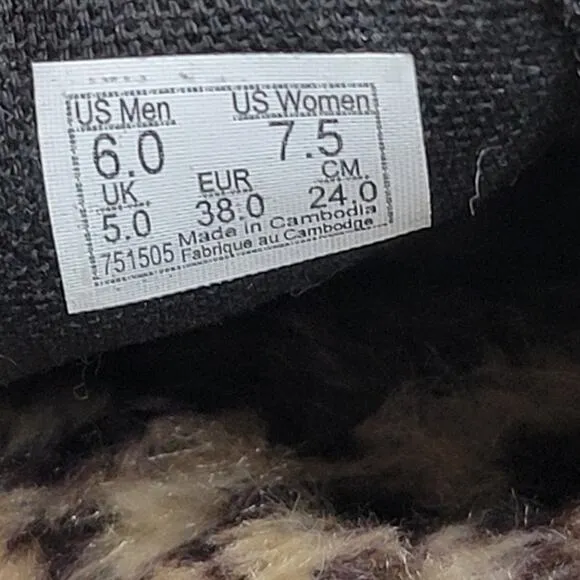 US Men US Women
6.0 7.5
UK. EUR CM.
5.0 38.0 24.0
751505 Made in Cambodia
Fabrique au Cambodge